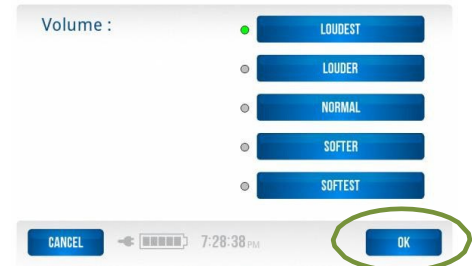 Volume :
LOUDEST
LOUDER
NORMAL
SOFTER
SOFTEST
CANCEL 7:28:38 PM OK